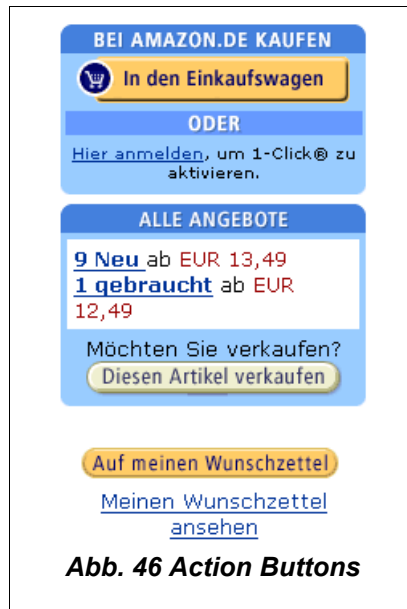 BEI AMAZON.DE KAUFEN
In den Einkaufswagen
ODER
Hier anmelden, um 1-Click® zu
aktivieren.
ALLE ANGEBOTE
9 Neu ab EUR 13,49
1 gebraucht ab EUR
12,49
Möchten Sie verkaufen?
Diesen Artikel verkaufen
Auf meinen Wunschzettel
Meinen Wunschzettel
ansehen
Abb. 46 Action Buttons